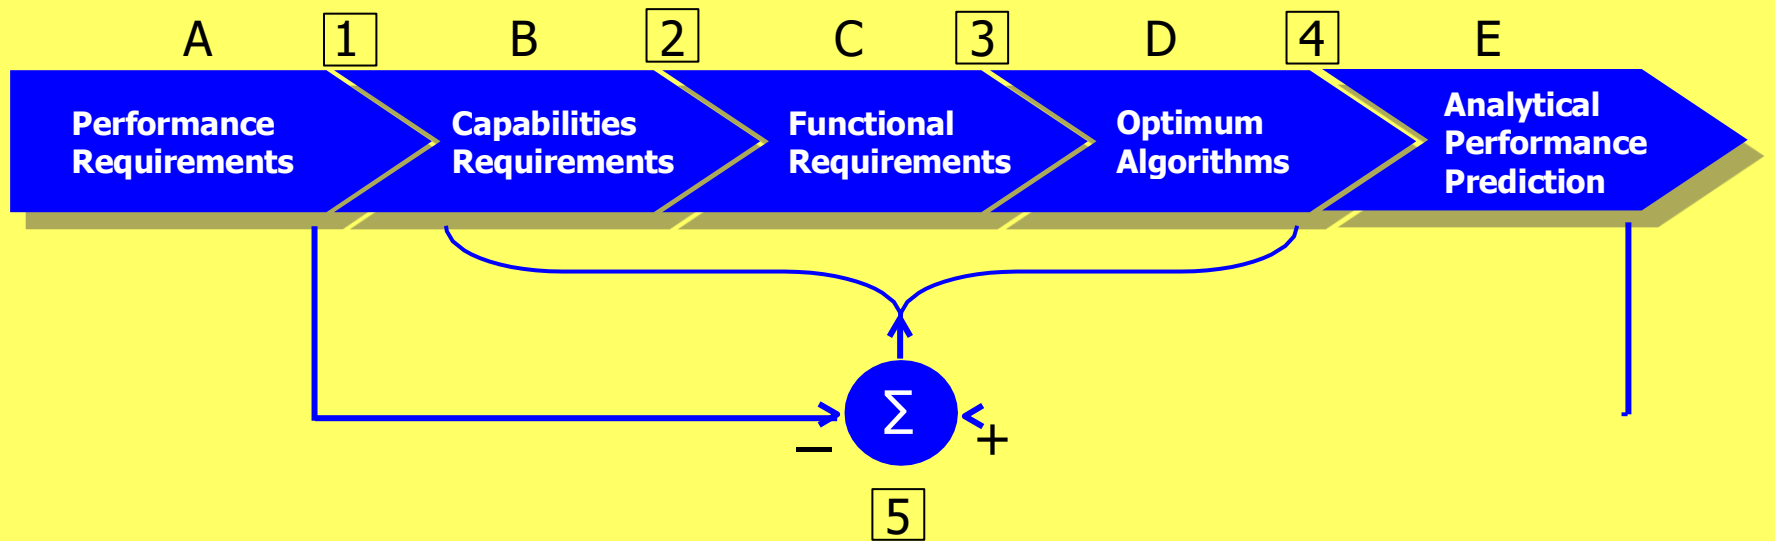 A 1 B 2 C 3 D 4 E
Performance
Requirements
Capabilities
Requirements
Functional
Requirements
Optimum
Algorithms
Analytical
Performance
Prediction
Σ
− +
5